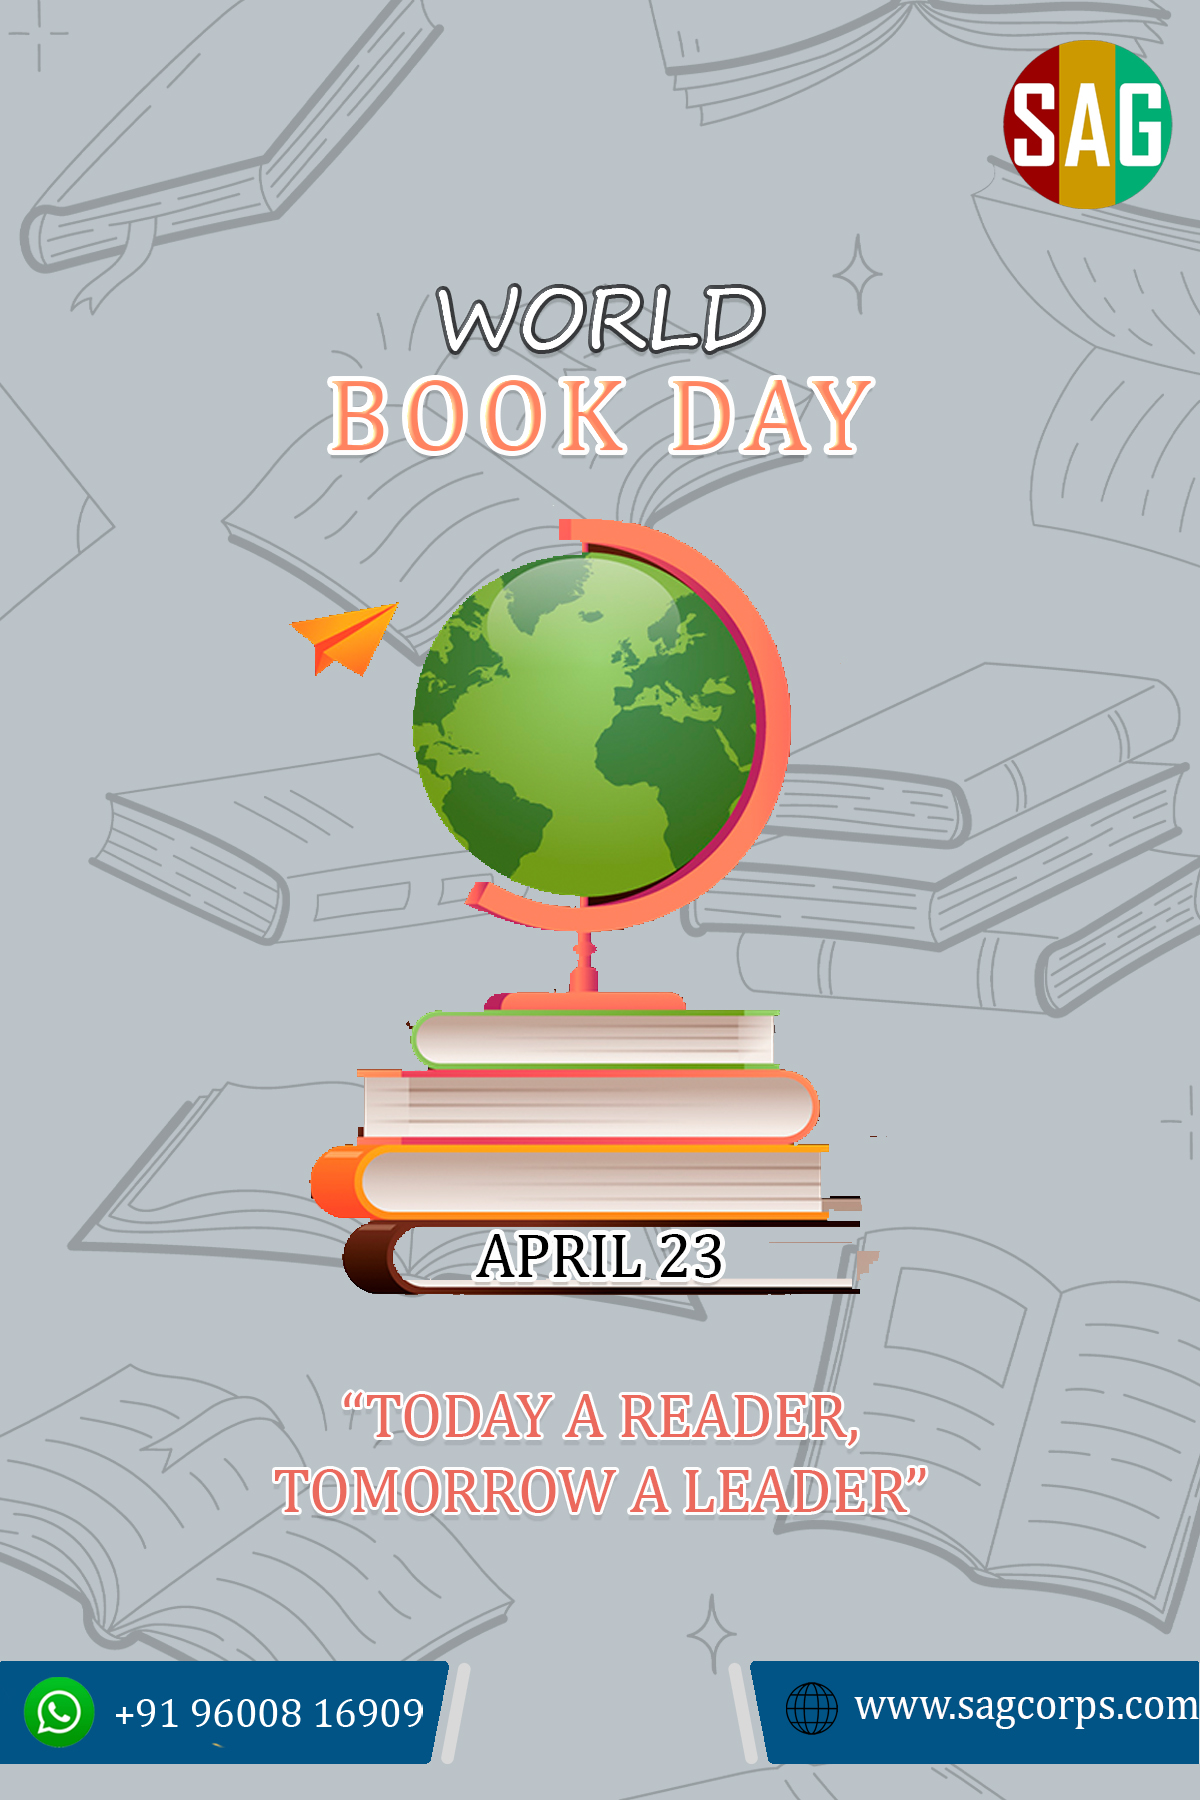 SAG
WORLD
BOOK DAY
APRIL 23
“TODAY A READER,
TOMORROW A LEADER”
+91 96008 16909
www.sagcorps.com